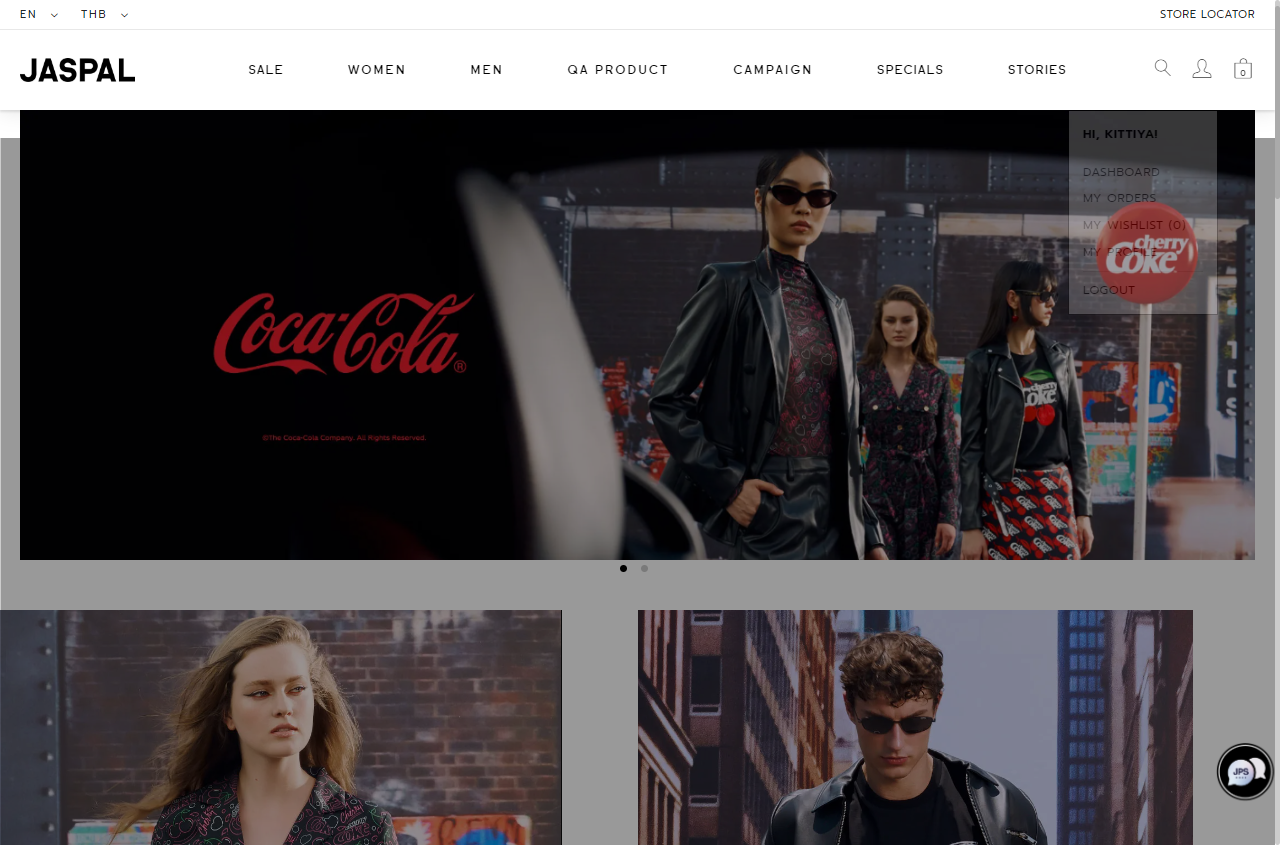 EN THB STORE LOCATOR
JASPAL SALE WOMEN MEN QA PRODUCT CAMPAIGN SPECIALS STORIES 0
HI, KITTIYA!
DASHBOARD
MY ORDERS
MY WISHLIST (0)
MY PROFILE
LOGOUT
cherry
Coke
Coca-Cola®
©The Coca-Cola Company. All Rights Reserved.
cherry
Coke
JPS